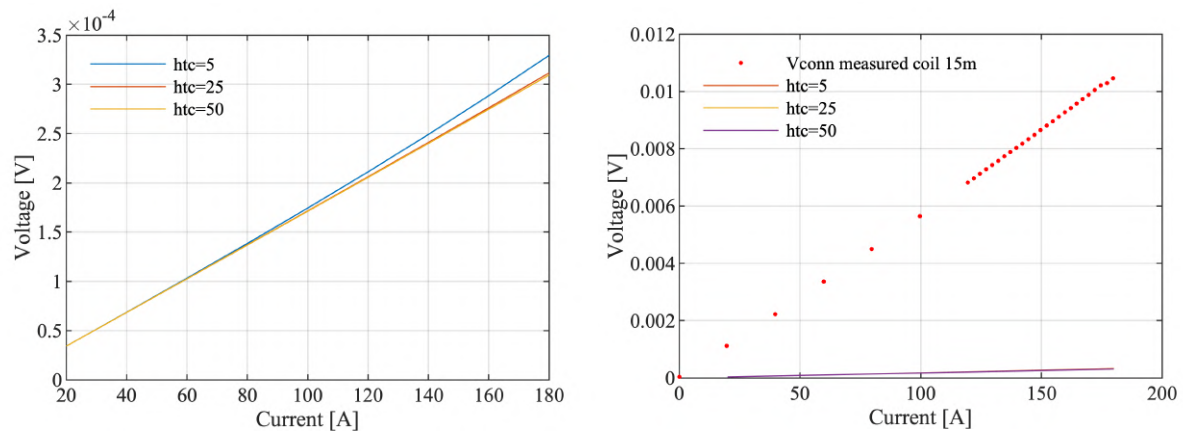 ×10⁻⁴
3.5
3
2.5
2
1.5
1
0.5
0
Voltage [V]
htc=5
htc=25
htc=50
20 40 60 80 100 120 140 160 180
Current [A]
0.012
0.01
0.008
0.006
0.004
0.002
0
Voltage [V]
Vconn measured coil 15m
htc=5
htc=25
htc=50
0 50 100 150 200
Current [A]